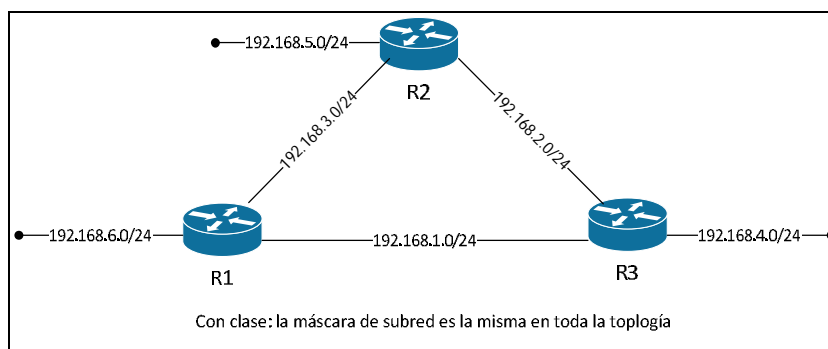 192.168.5.0/24
R2
192.168.3.0/24
192.168.2.0/24
192.168.6.0/24
R1
192.168.1.0/24
R3
192.168.4.0/24
Con clase: la máscara de subred es la misma en toda la toplogía